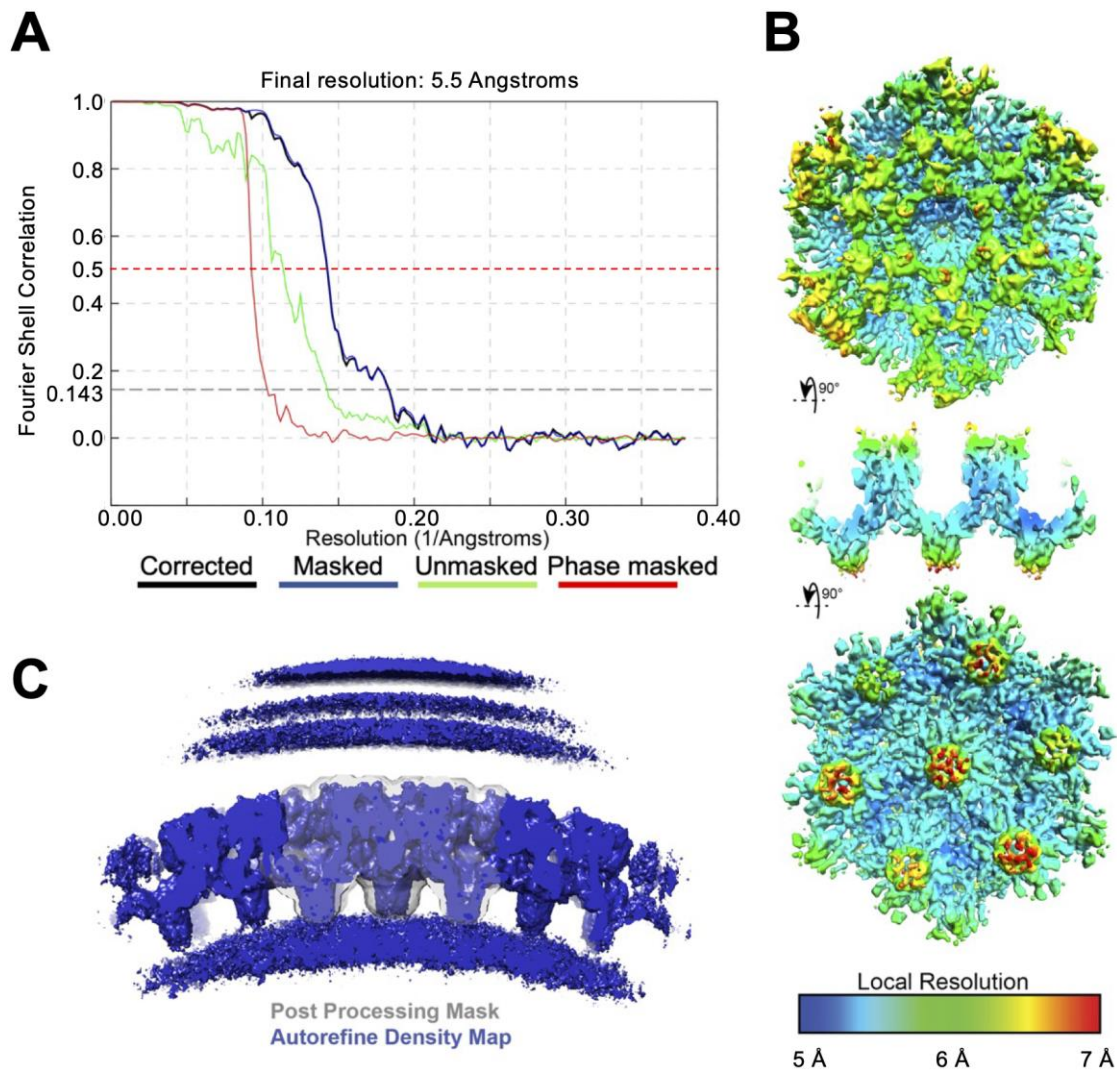 A
Final resolution: 5.5 Angstroms
Fourier Shell Correlation
1.0
0.8
0.6
0.5
0.4
0.2
0.143
0.0
0.00 0.10 0.20 0.30 0.40
Resolution (1/Angstroms)
Corrected Masked Unmasked Phase masked
B
90°
90°
Local Resolution
5 Å 6 Å 7 Å
C
Post Processing Mask
Autorefine Density Map